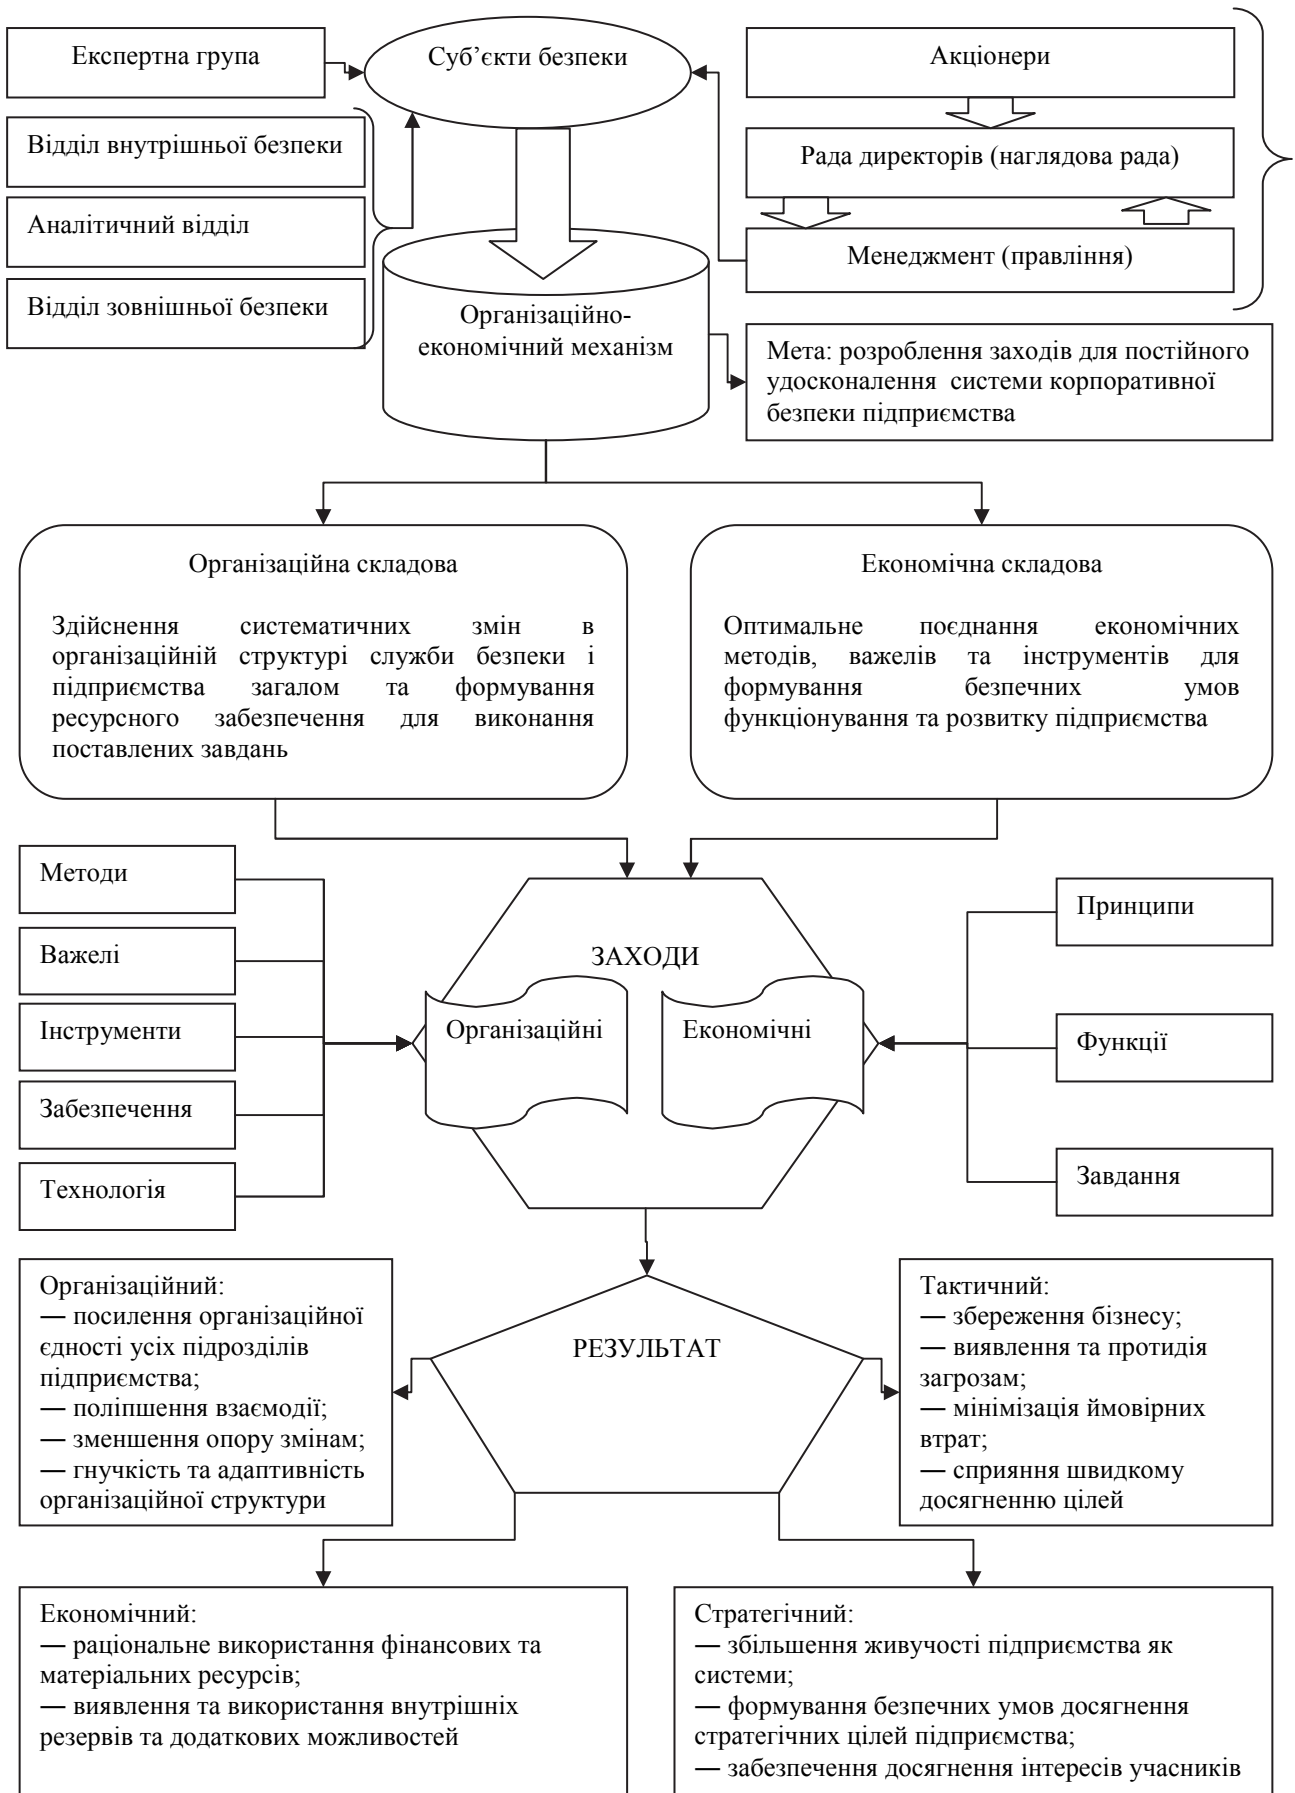 Експертна група
Суб’єкти безпеки
Акціонери
Відділ внутрішньої безпеки
Рада директорів (наглядова рада)
Аналітичний відділ
Менеджмент (правління)
Відділ зовнішньої безпеки
Організаційно-
економічний механізм
Мета: розроблення заходів для постійного
удосконалення системи корпоративної
безпеки підприємства
Організаційна складова
Здійснення систематичних змін в
організаційній структурі служби безпеки і
підприємства загалом та формування
ресурсного забезпечення для виконання
поставлених завдань
Економічна складова
Оптимальне поєднання економічних
методів, важелів та інструментів для
формування безпечних умов
функціонування та розвитку підприємства
Методи
Важелі
Інструменти
Забезпечення
Технологія
ЗАХОДИ
Організаційні
Економічні
Принципи
Функції
Завдання
Організаційний:
— посилення організаційної
єдності усіх підрозділів
підприємства;
— поліпшення взаємодії;
— зменшення опору змінам;
— гнучкість та адаптивність
організаційної структури
РЕЗУЛЬТАТ
Тактичний:
— збереження бізнесу;
— виявлення та протидія
загрозам;
— мінімізація ймовірних
втрат;
— сприяння швидкому
досягненню цілей
Економічний:
— раціональне використання фінансових та
матеріальних ресурсів;
— виявлення та використання внутрішніх
резервів та додаткових можливостей
Стратегічний:
— збільшення живучості підприємства як
системи;
— формування безпечних умов досягнення
стратегічних цілей підприємства;
— забезпечення досягнення інтересів учасників